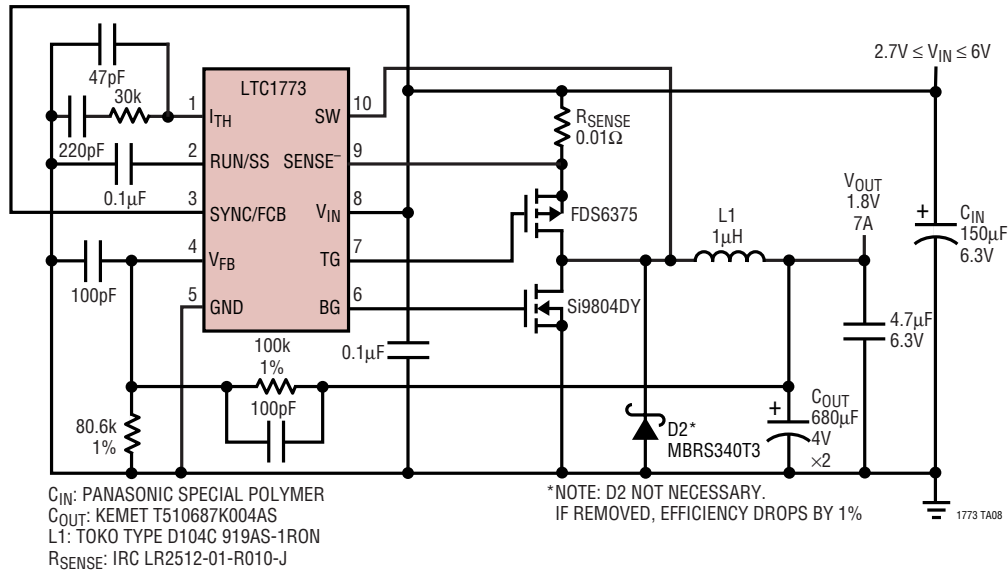 2.7V ≤ VIN ≤ 6V
47pF
30k
220pF
0.1µF
LTC1773
1
ITH
2
RUN/SS
3
SYNC/FCB
4
VFB
5
GND
10
SW
9
SENSE–
8
VIN
7
TG
6
BG
RSENSE
0.01Ω
FDS6375
Si9804DY
L1
1µH
VOUT
1.8V
7A
+
CIN
150µF
6.3V
100pF
100k
1%
100pF
0.1µF
4.7µF
6.3V
80.6k
1%
D2*
MBRS340T3
+
COUT
680µF
4V
×2
CIN: PANASONIC SPECIAL POLYMER
COUT: KEMET T510687K004AS
L1: TOKO TYPE D104C 919AS-1RON
RSENSE: IRC LR2512-01-R010-J
*NOTE: D2 NOT NECESSARY.
IF REMOVED, EFFICIENCY DROPS BY 1%
1773 TA08